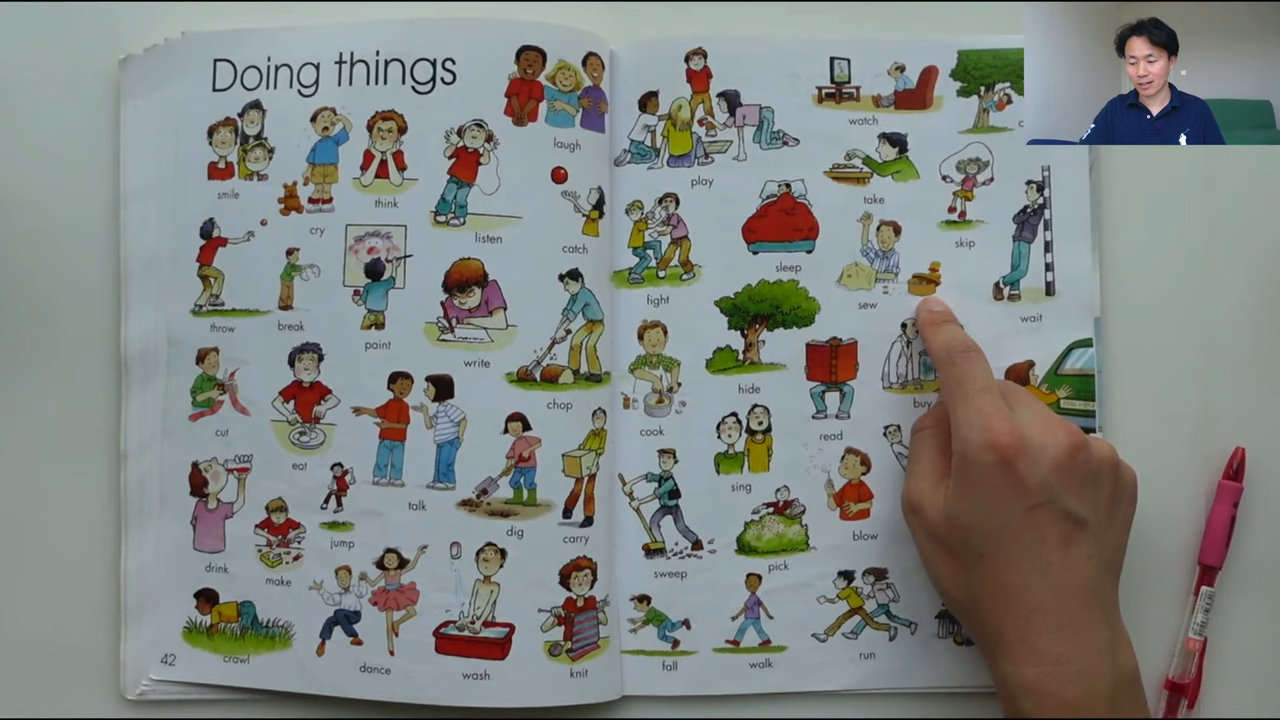 Doing things
smile
cry
think
listen
laugh
catch
throw
break
paint
write
chop
cut
eat
talk
dig
carry
drink
make
jump
crawl
dance
wash
knit
42
play
watch
take
skip
fight
sleep
sew
wait
cook
hide
read
buy
sing
sweep
pick
blow
fall
walk
run